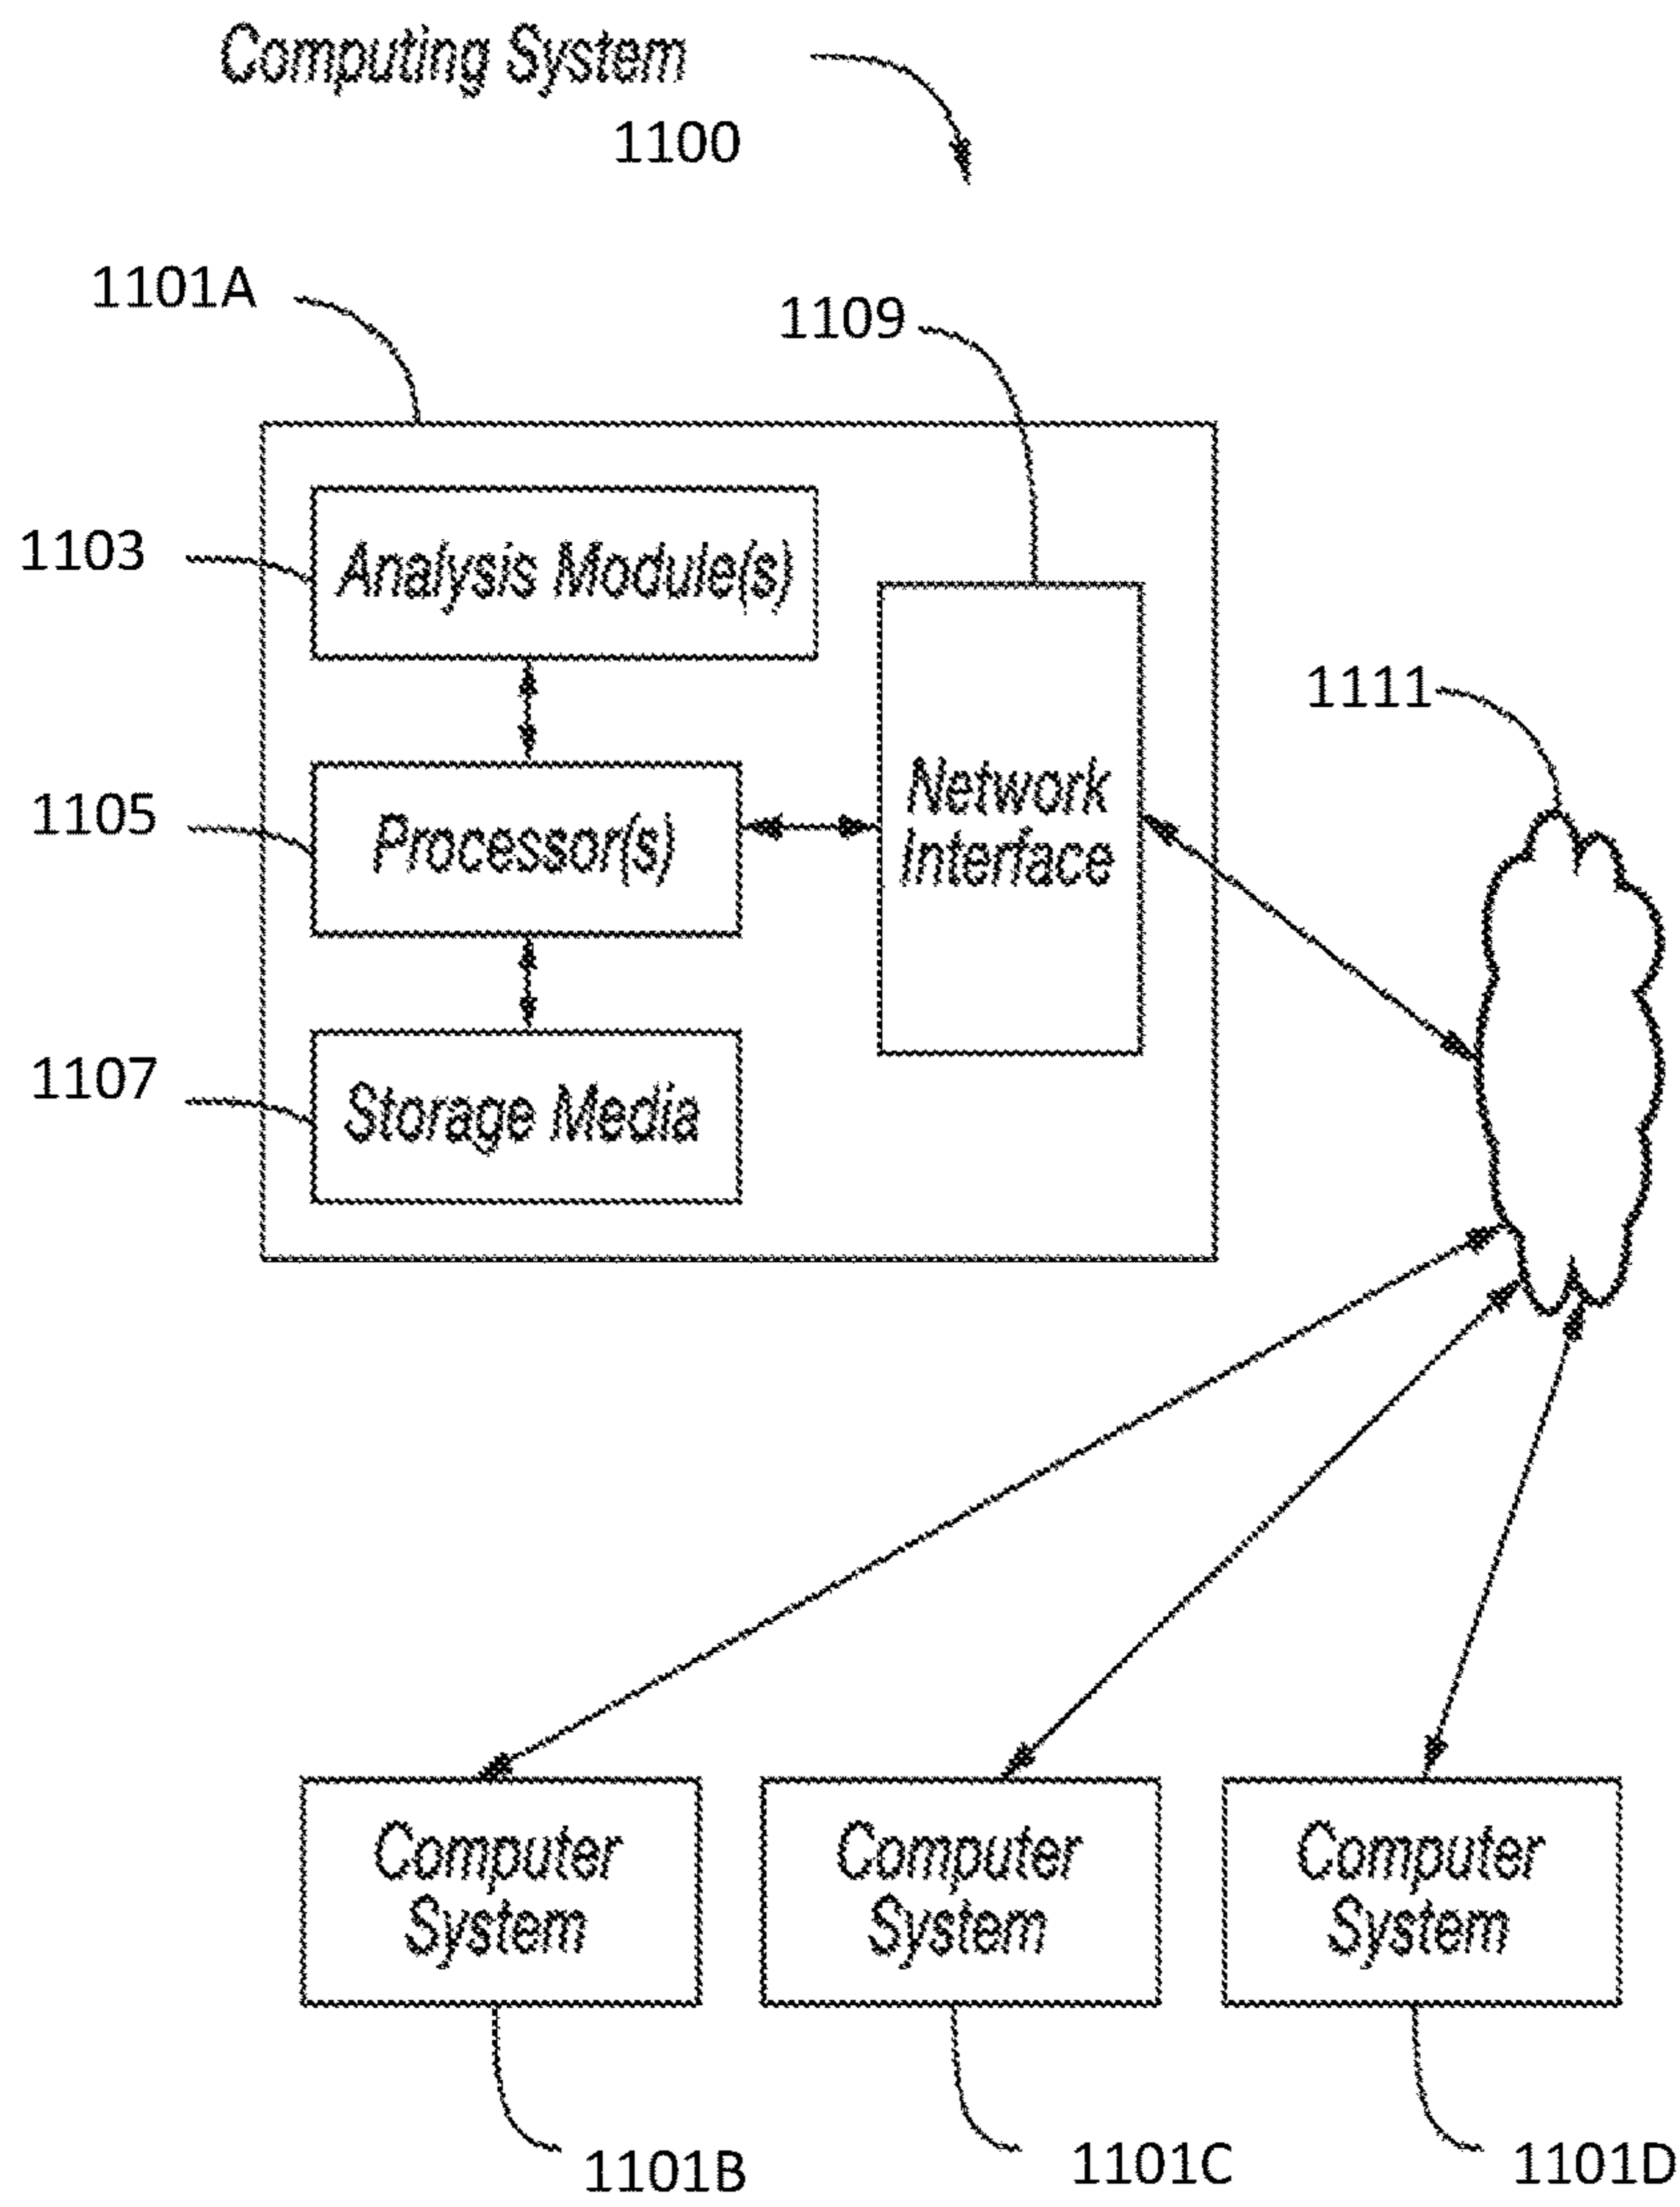 Computing System
1100
1101A
1109
1103
Analysis Module(s)
1111
1105
Processor(s)
Network
Interface
1107
Storage Media
Computer
System
Computer
System
Computer
System
1101B
1101C
1101D